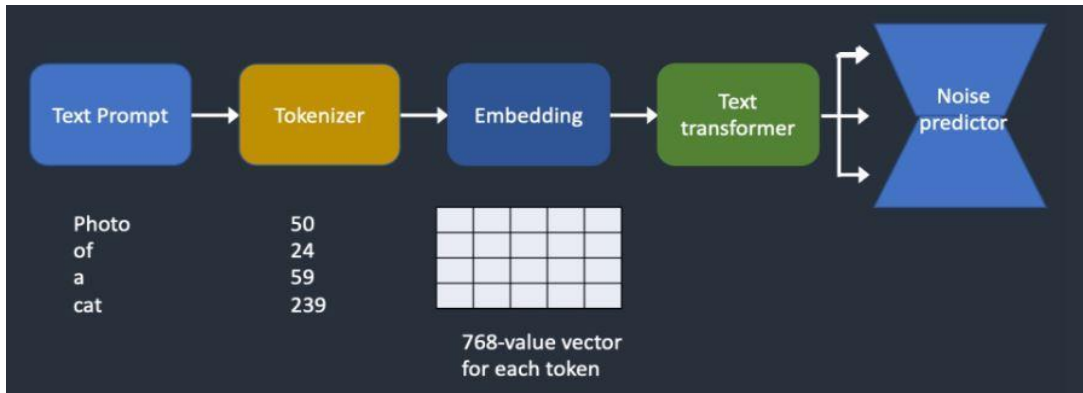 Text Prompt
Tokenizer
Embedding
Text
transformer
Noise
predictor
Photo
of
a
cat
50
24
59
239
768-value vector
for each token